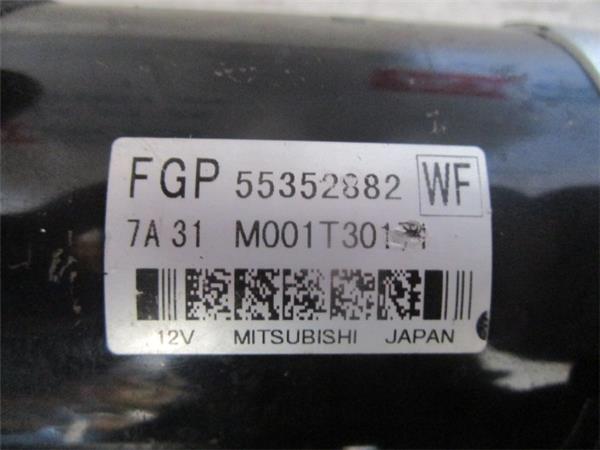 FGP 55352882 WF
7A 31
12V MITSUBISHI JAPAN